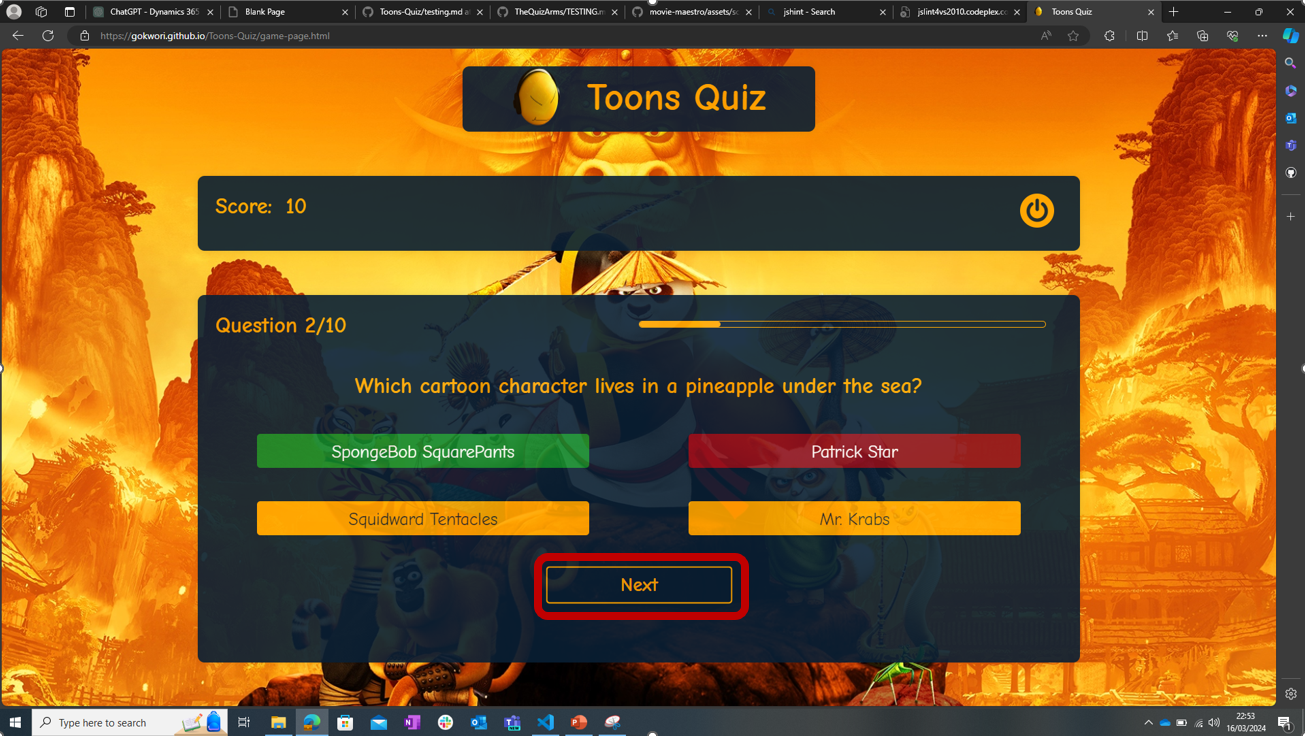 ChatGPT - Dynamics 365
Blank Page
Toons-Quiz/testing.md at
TheQuizArms/TESTING.m
movie-maestro/assets/sc
jshint - Search
jslint4vs2010.codeplex.co
Toons Quiz
https://gokwori.github.io/Toons-Quiz/game-page.html
Toons Quiz
Score: 10
Question 2/10
Which cartoon character lives in a pineapple under the sea?
SpongeBob SquarePants
Patrick Star
Squidward Tentacles
Mr. Krabs
Next
Type here to search
22:53
16/03/2024